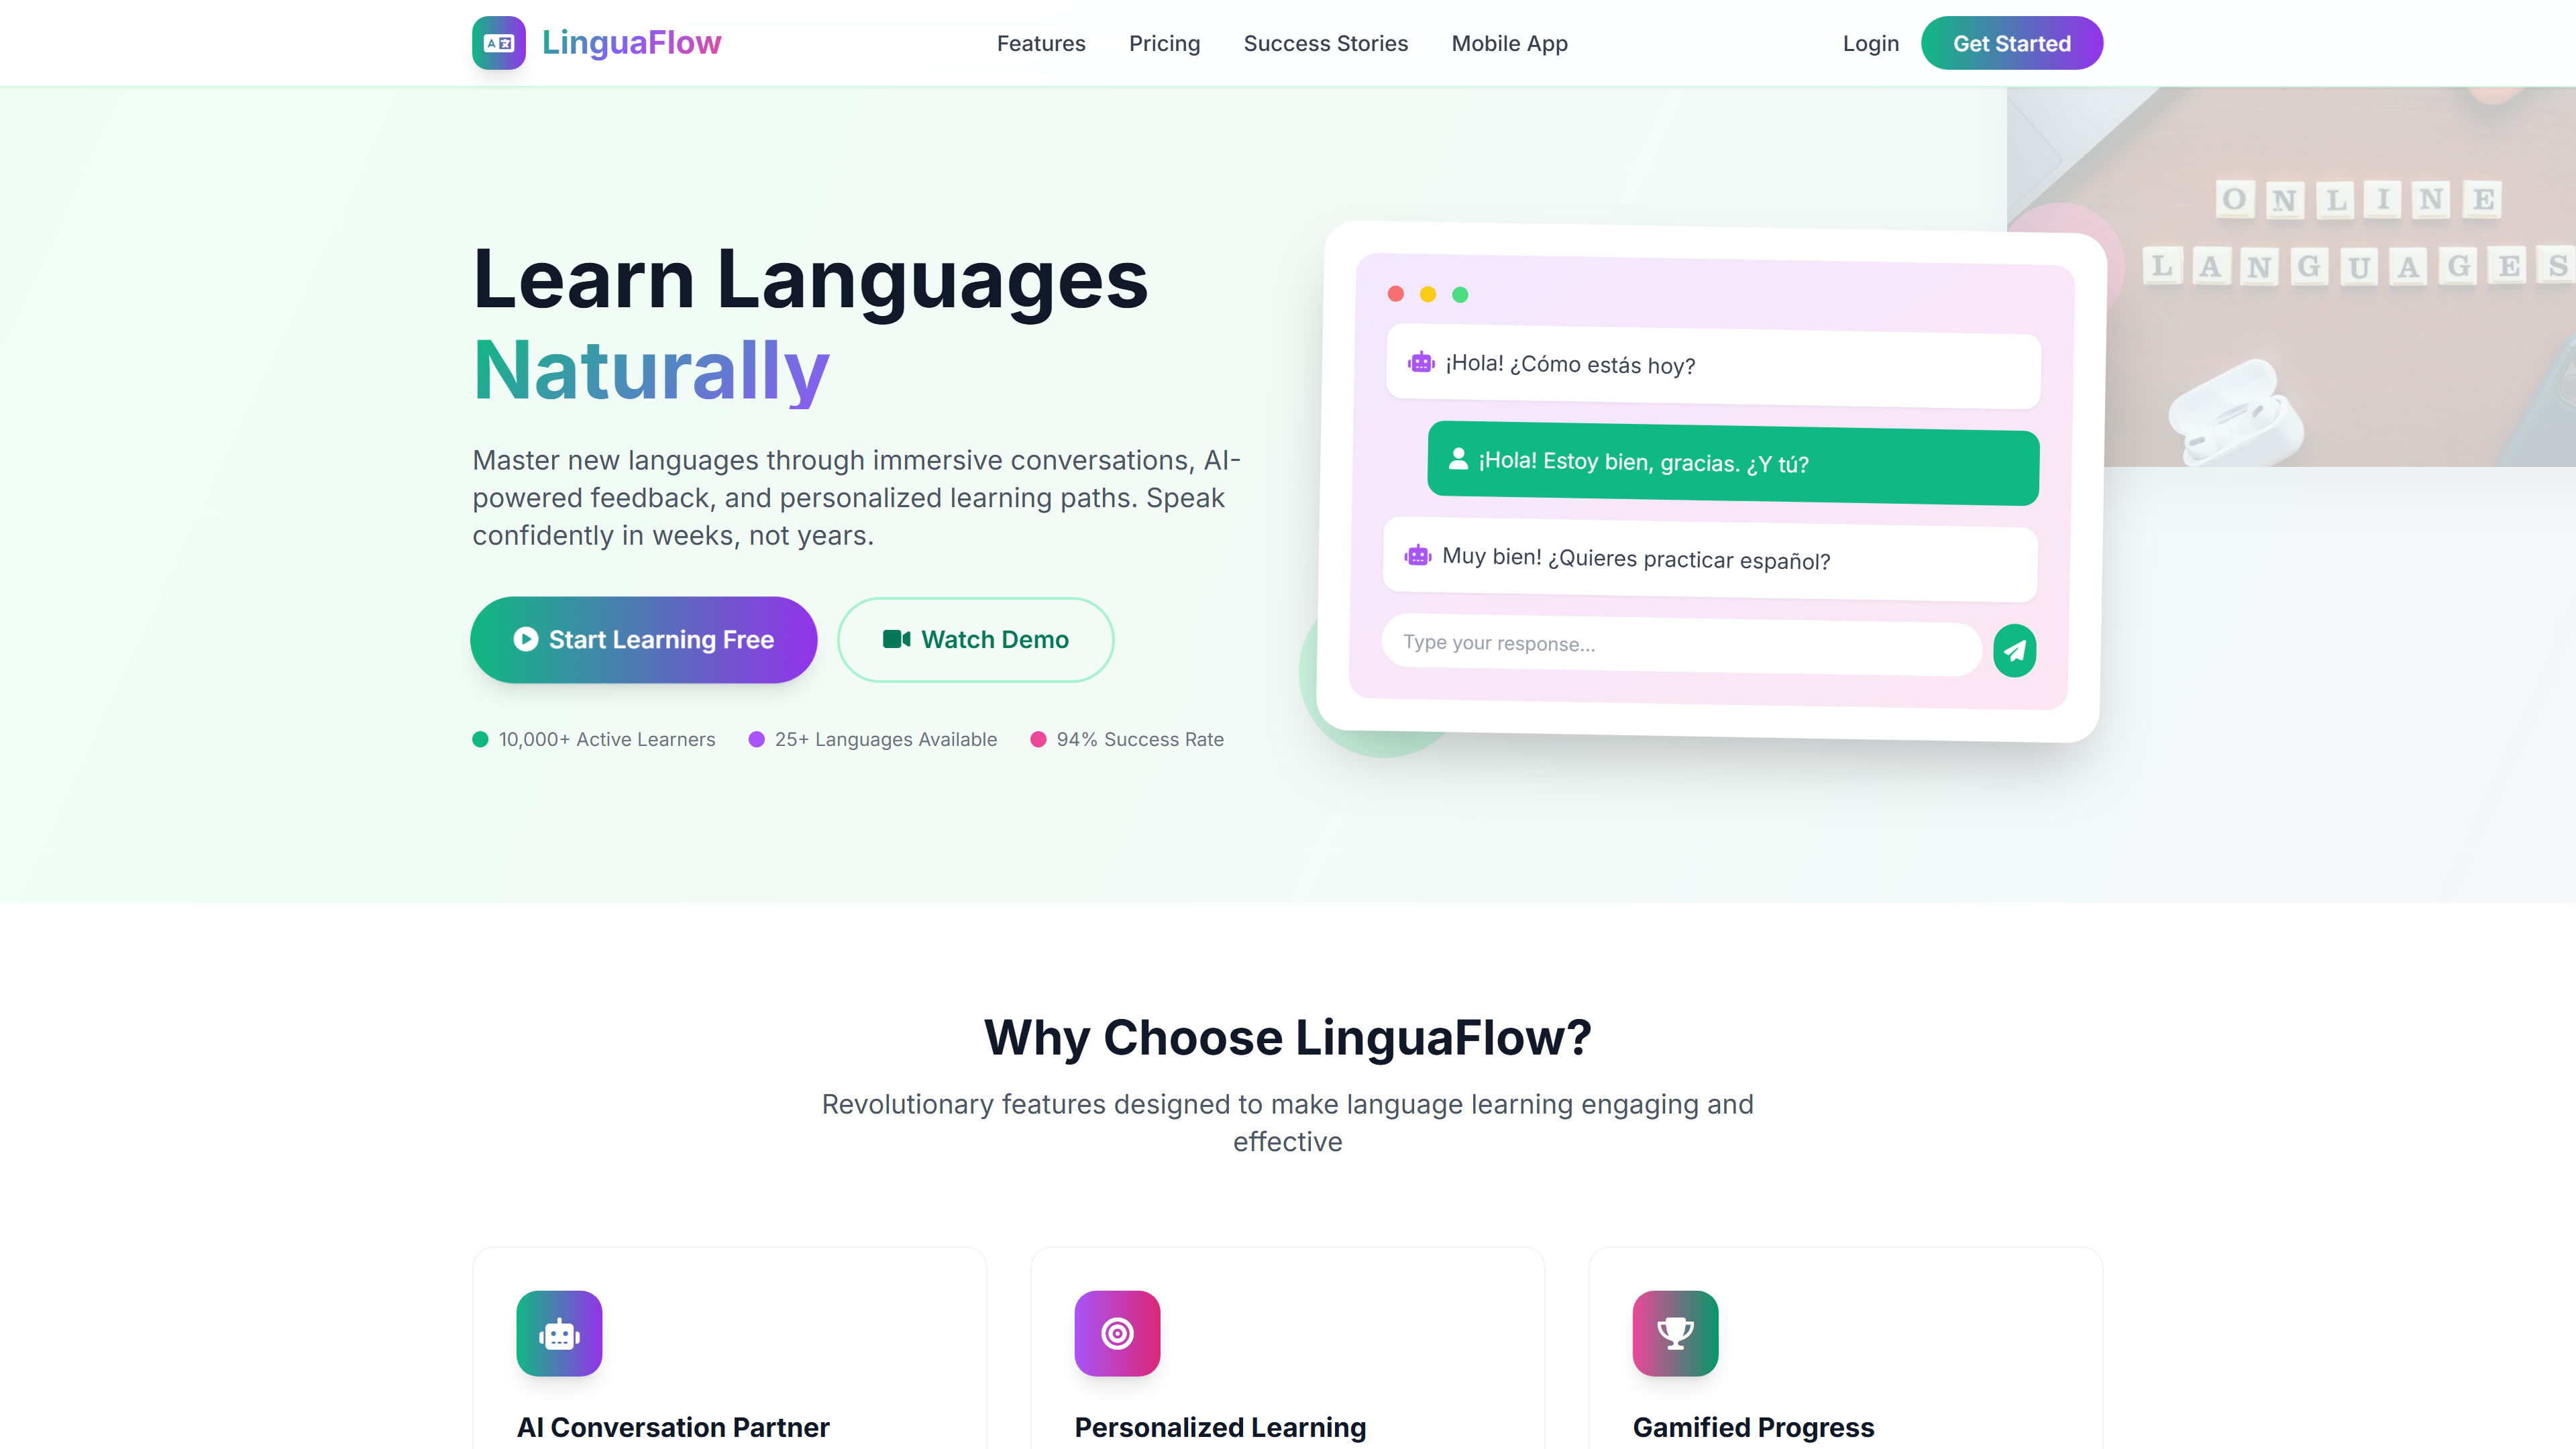 LinguaFlow
Features
Pricing
Success Stories
Mobile App
Login
Get Started
ONLINE
LANGUAGES
Learn Languages
Naturally
Master new languages through immersive conversations, AI-
powered feedback, and personalized learning paths. Speak
confidently in weeks, not years.
Start Learning Free
Watch Demo
10,000+ Active Learners
25+ Languages Available
94% Success Rate
¡Hola! ¿Cómo estás hoy?
¡Hola! Estoy bien, gracias. ¿Y tú?
Muy bien! ¿Quieres practicar español?
Type your response...
Why Choose LinguaFlow?
Revolutionary features designed to make language learning engaging and
effective
AI Conversation Partner
Personalized Learning
Gamified Progress